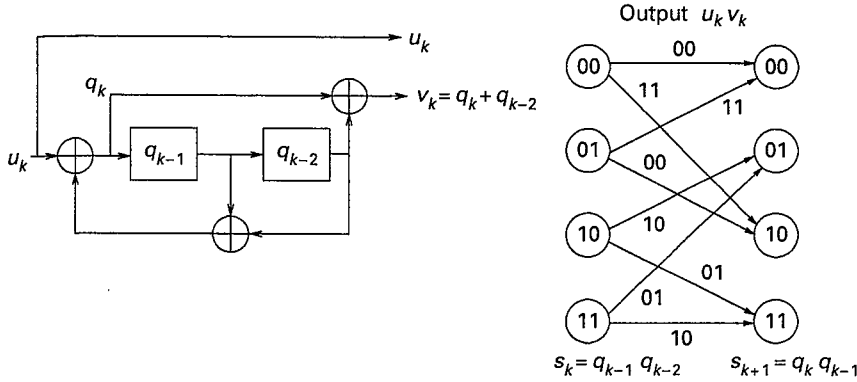 Output u_k v_k
u_k
q_k
v_k = q_k + q_{k-2}
u_k
q_{k-1}
q_{k-2}
00
00
00
11
11
01
00
01
10
10
10
01
01
11
10
11
s_k = q_{k-1} q_{k-2}
s_{k+1} = q_k q_{k-1}